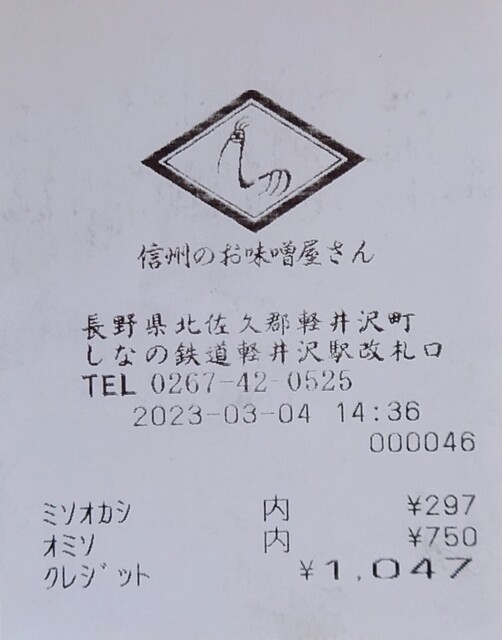 信州のお味噌屋さん
長野県北佐久郡軽井沢町
しなの鉄道軽井沢駅改札口
TEL 0267-42-0525
2023-03-04 14:36
000046
ミソオカシ 内 ¥297
オミソ 内 ¥750
クレジット ¥1,047